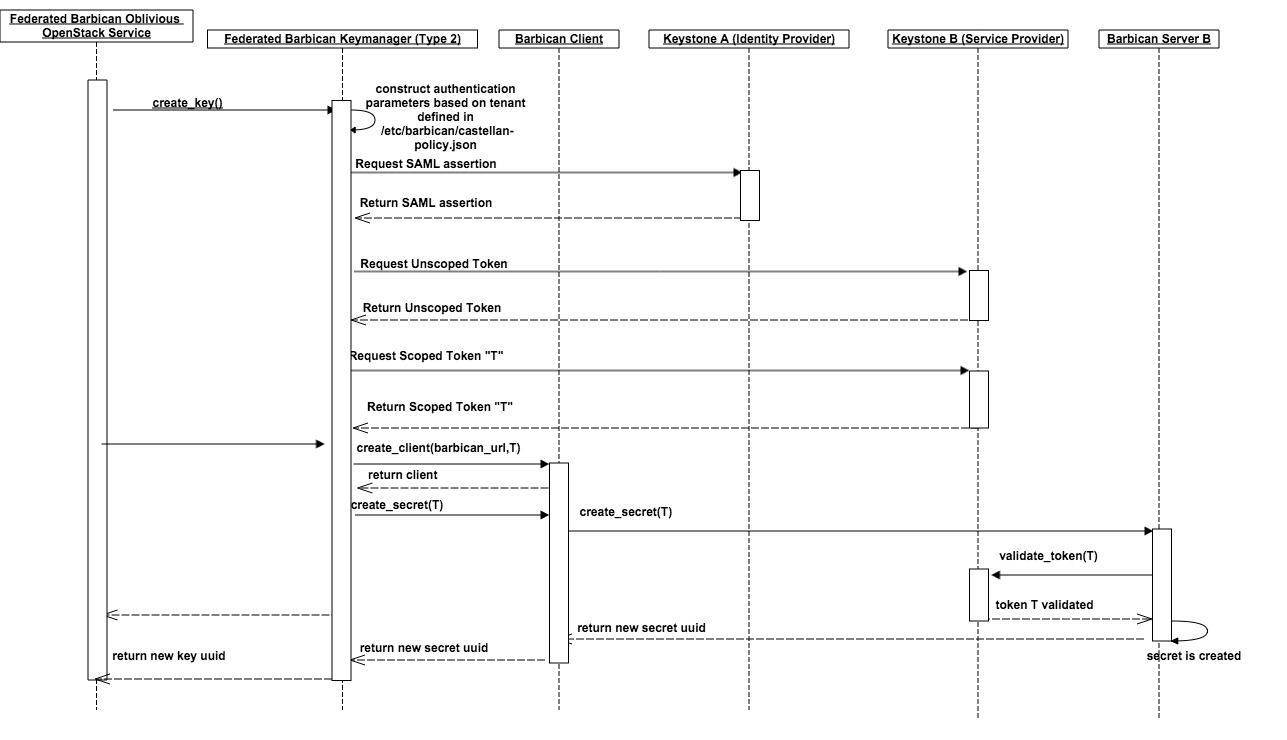 Federated Barbican Oblivious
OpenStack Service
Federated Barbican Keymanager (Type 2)
Barbican Client
Keystone A (Identity Provider)
Keystone B (Service Provider)
Barbican Server B
create_key()
construct authentication
parameters based on tenant
defined in
/etc/barbican/castellan-
policy.json
Request SAML assertion
Return SAML assertion
Request Unscoped Token
Return Unscoped Token
Request Scoped Token "T"
Return Scoped Token "T"
create_client(barbican_url,T)
return client
create_secret(T)
create_secret(T)
validate_token(T)
token T validated
return new secret uuid
return new secret uuid
return new key uuid
secret is created